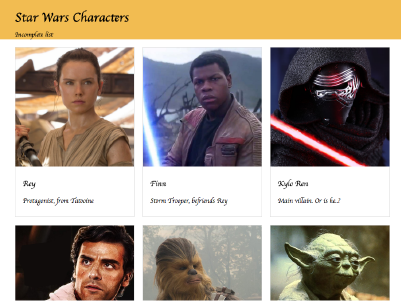 Star Wars Characters
Incomplete list
Rey
Finn
Kylo Ren
Protagonist, from Tatooine
Storm Trooper, befriends Rey
Main villain. Or is he..?